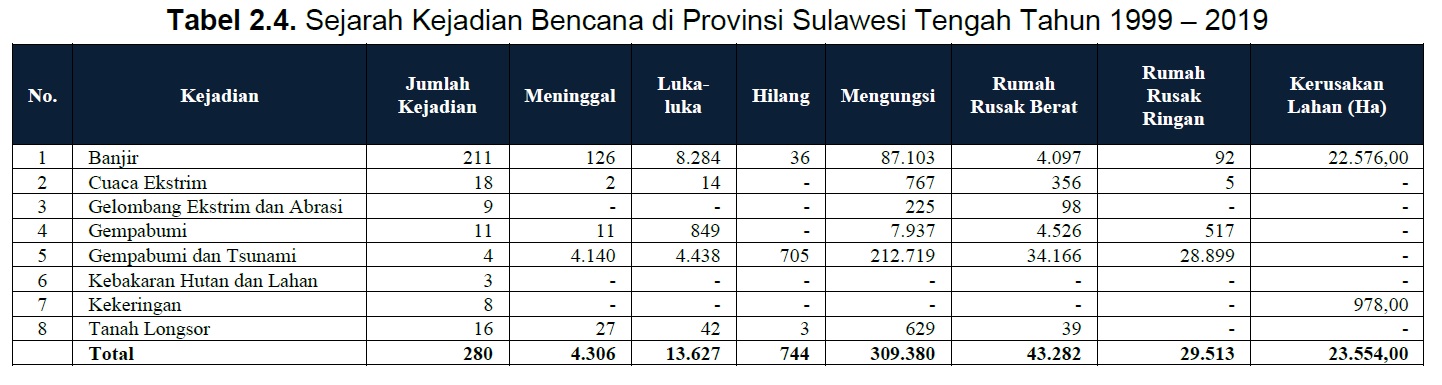 Tabel 2.4. Sejarah Kejadian Bencana di Provinsi Sulawesi Tengah Tahun 1999 – 2019
No. Kejadian Jumlah Kejadian Meninggal Luka-luka Hilang Mengungsi Rumah Rusak Berat Rumah Rusak Ringan Kerusakan Lahan (Ha)
1 Banjir 211 126 8.284 36 87.103 4.097 92 22.576,00
2 Cuaca Ekstrim 18 2 14 - 767 356 5 -
3 Gelombang Ekstrim dan Abrasi 9 - - - 225 98 - -
4 Gempabumi 11 11 849 - 7.937 4.526 517 -
5 Gempabumi dan Tsunami 4 4.140 4.438 705 212.719 34.166 28.899 -
6 Kebakaran Hutan dan Lahan 3 - - - - - - -
7 Kekeringan 8 - - - - - - 978,00
8 Tanah Longsor 16 27 42 3 629 39 - -
Total 280 4.306 13.627 744 309.380 43.282 29.513 23.554,00